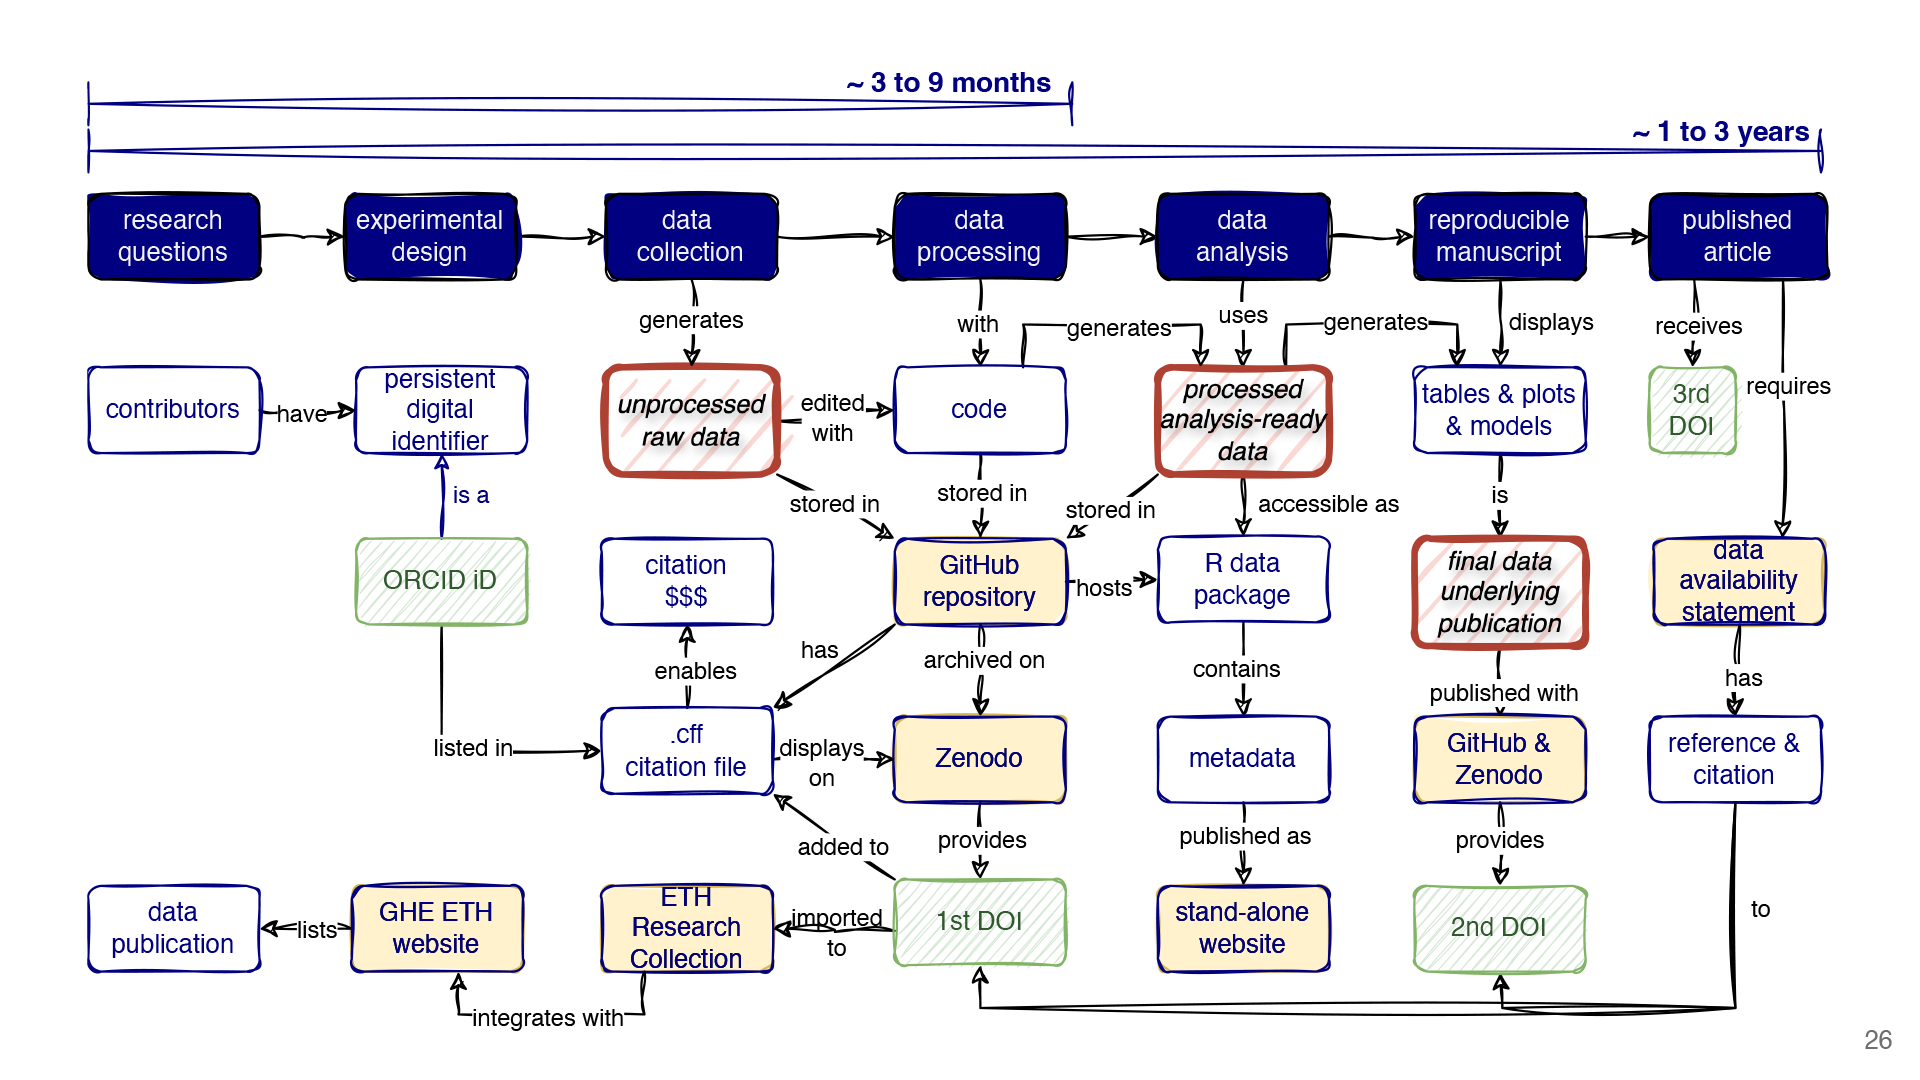 ~ 3 to 9 months
~ 1 to 3 years
research
questions
experimental
design
data
collection
data
processing
data
analysis
reproducible
manuscript
published
article
generates
with
generates
uses
generates
displays
receives
requires
contributors
have
persistent
digital
identifier
unprocessed
raw data
edited
with
code
processed
analysis-ready
data
tables & plots
& models
3rd
DOI
is a
stored in
stored in
stored in
accessible as
is
ORCID iD
citation
$$$
GitHub
repository
hosts
R data
package
final data
underlying
publication
data
availability
statement
enables
has
archived on
contains
published with
has
listed in
.cff
citation file
displays
on
Zenodo
metadata
GitHub &
Zenodo
reference &
citation
added to
provides
published as
provides
to
data
publication
lists
GHE ETH
website
ETH
Research
Collection
imported
to
1st DOI
stand-alone
website
2nd DOI
integrates with
26